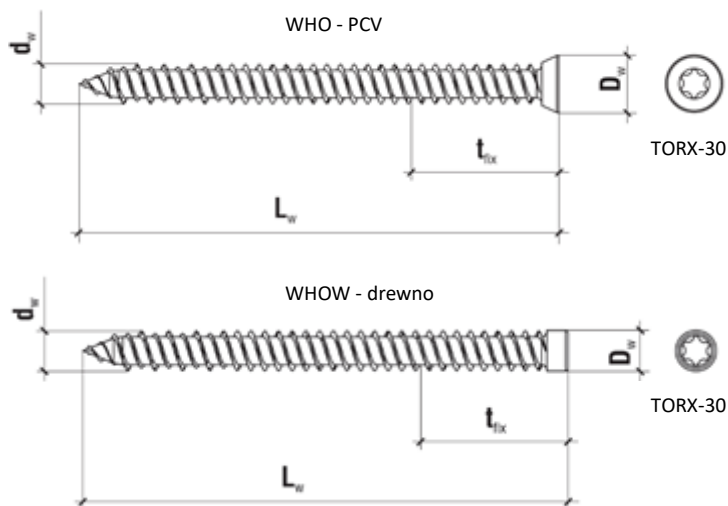 WHO - PCV
dw
Dw
TORX-30
tfix
Lw
WHOW - drewno
dw
Dw
TORX-30
tfix
Lw